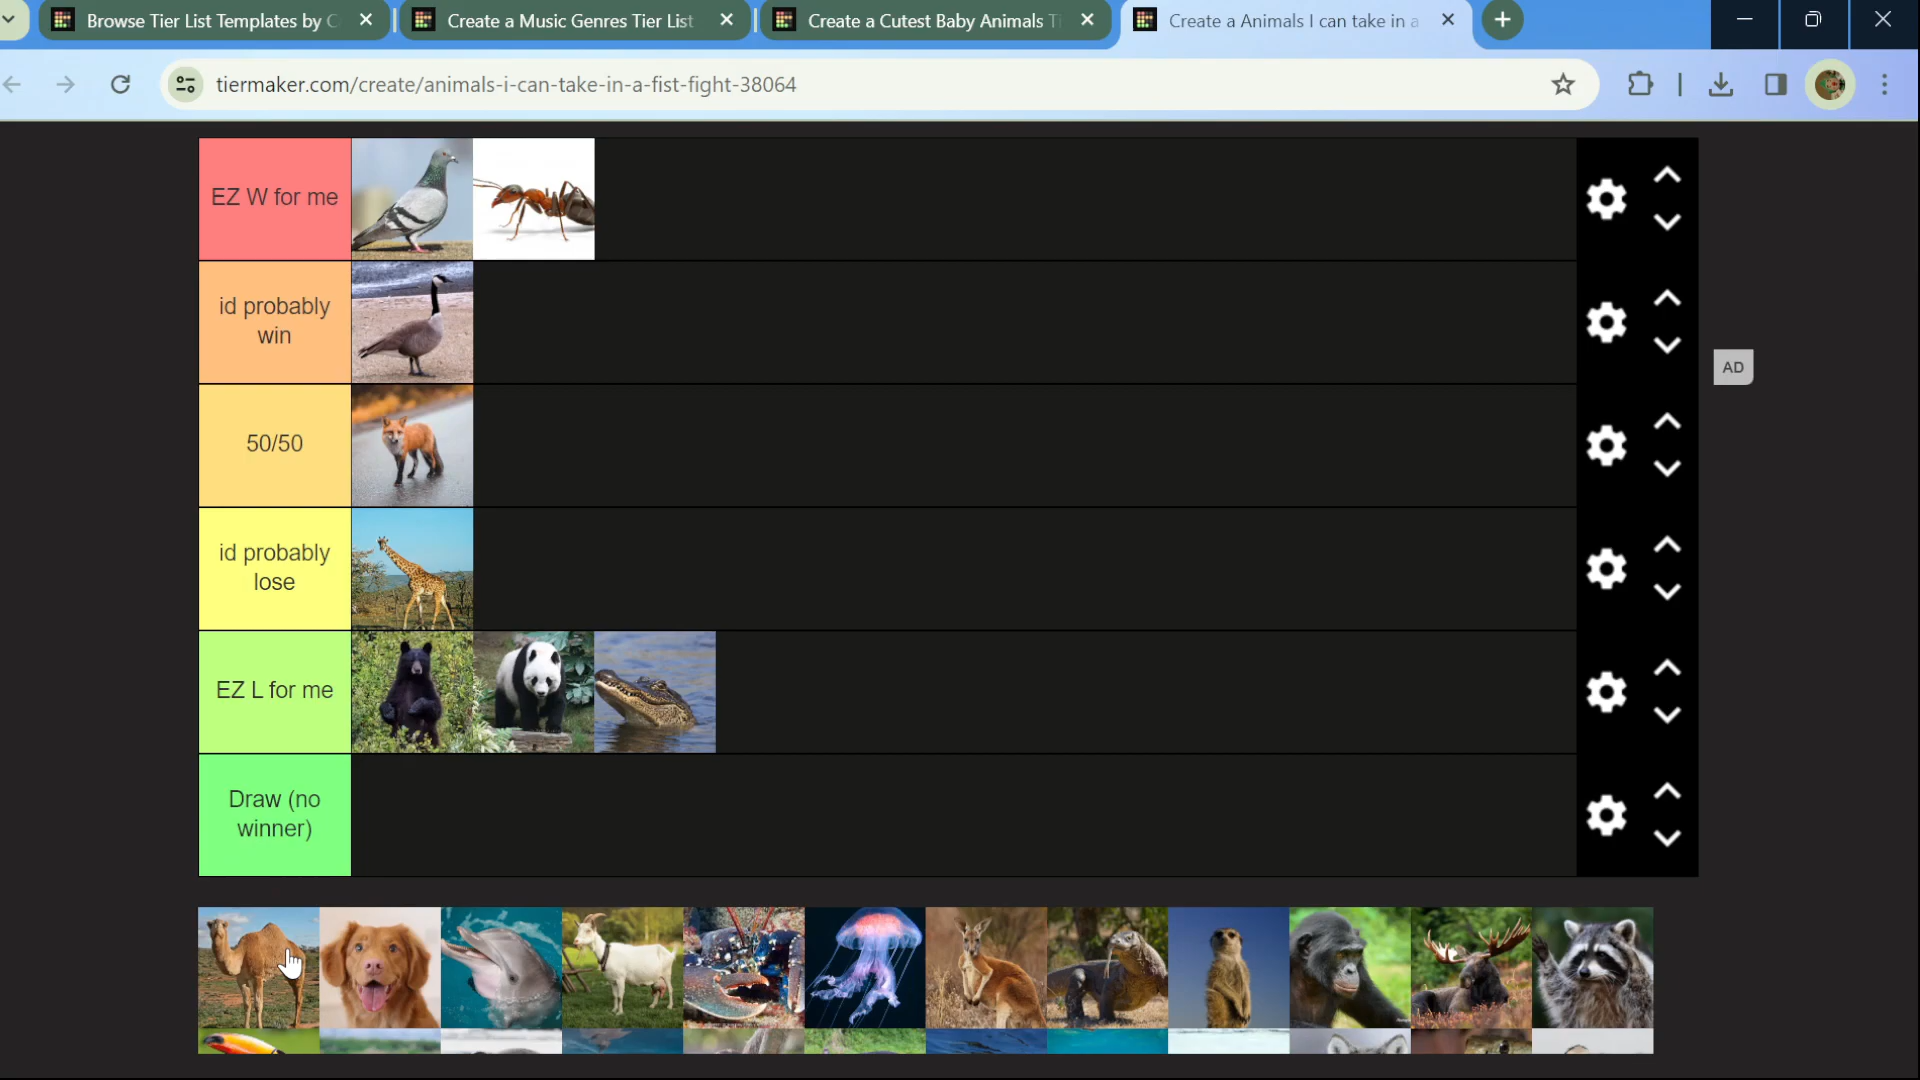 Browse Tier List Templates by C
Create a Music Genres Tier List
Create a Cutest Baby Animals Ti
Create a Animals I can take in a
tiermaker.com/create/animals-i-can-take-in-a-fist-fight-38064
EZ W for me
id probably
win
AD
50/50
id probably
lose
EZ L for me
Draw (no
winner)